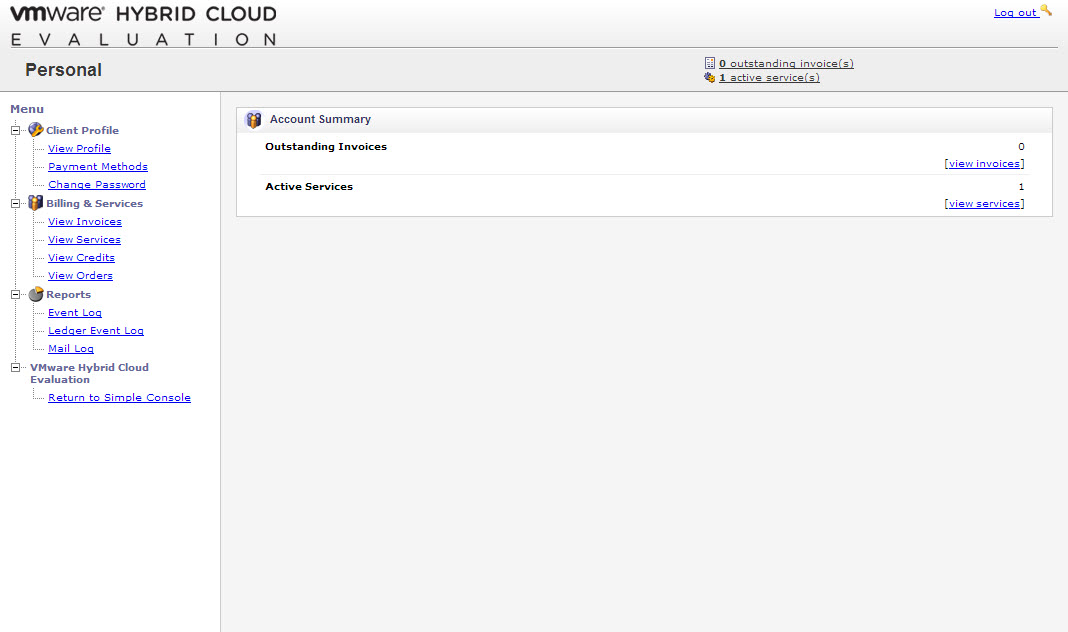 vmware® HYBRID CLOUD
EVALUATION
Log out
Personal
0 outstanding invoice(s)
1 active service(s)
Menu
Client Profile
View Profile
Payment Methods
Change Password
Billing & Services
View Invoices
View Services
View Credits
View Orders
Reports
Event Log
Ledger Event Log
Mail Log
VMware Hybrid Cloud
Evaluation
Return to Simple Console
Account Summary
Outstanding Invoices 0
[view invoices]
Active Services 1
[view services]